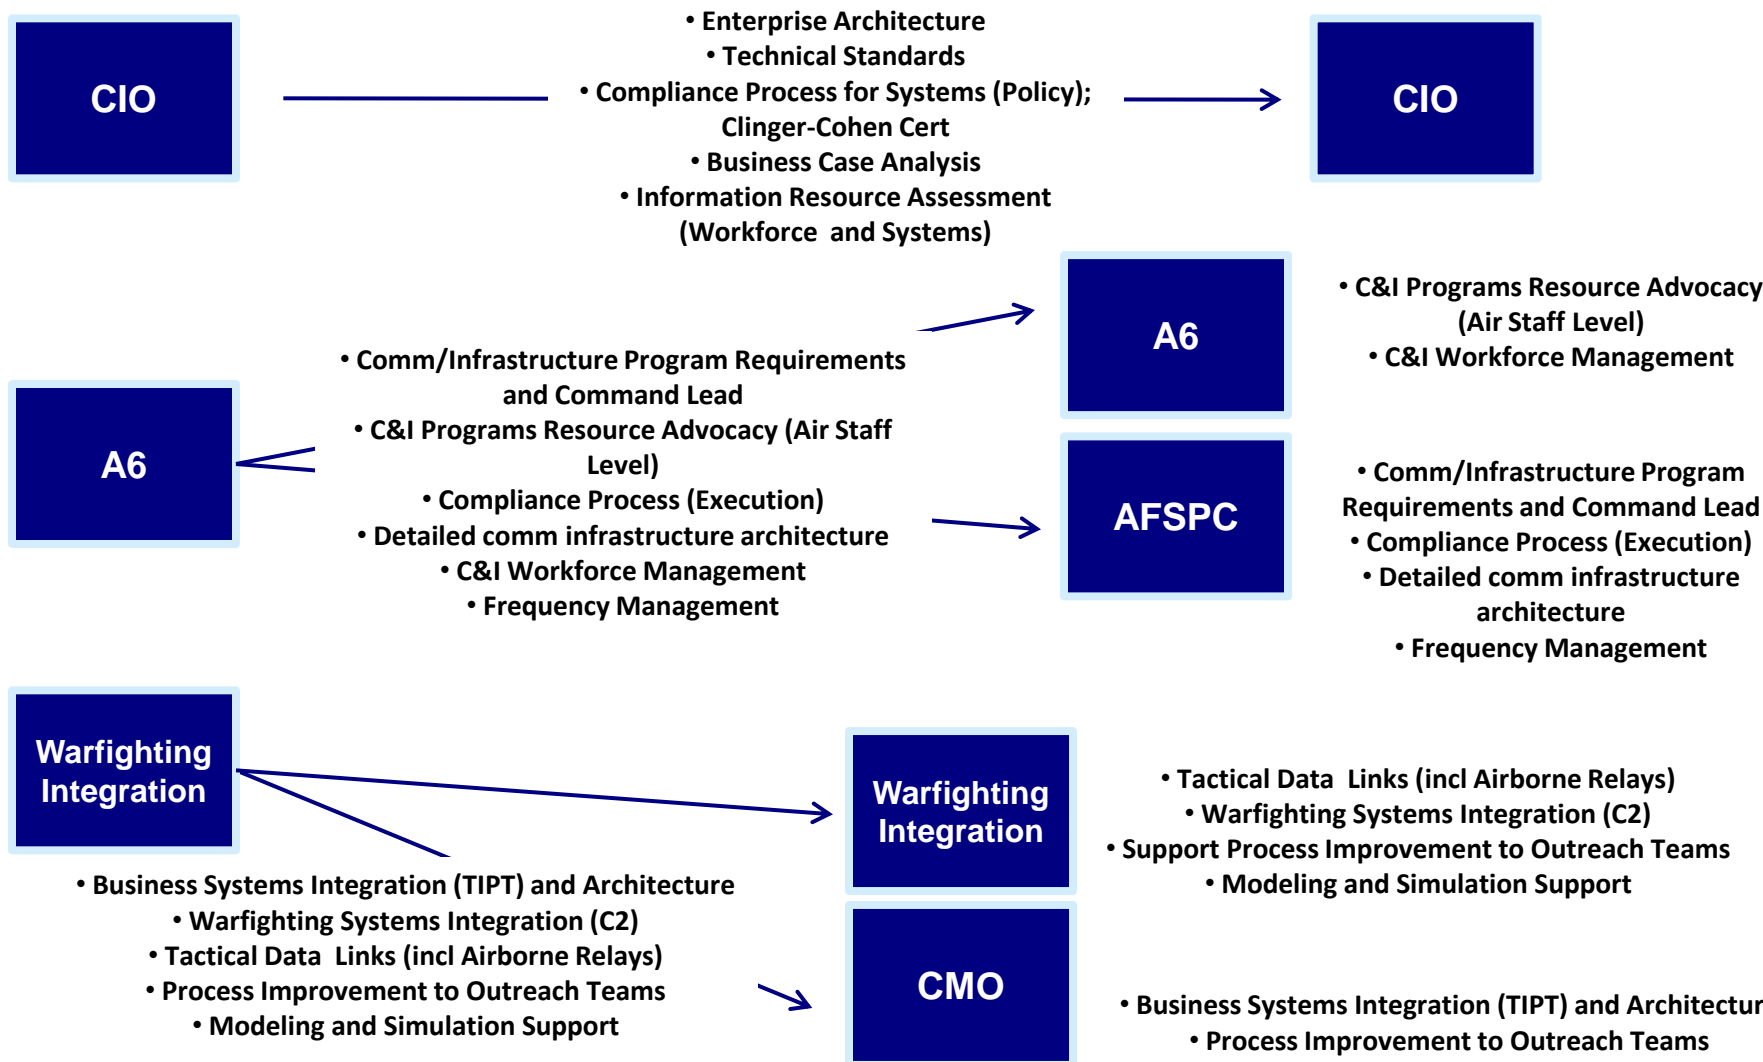 CIO
• Enterprise Architecture
• Technical Standards
• Compliance Process for Systems (Policy);
Clinger-Cohen Cert
• Business Case Analysis
• Information Resource Assessment
(Workforce and Systems)
CIO
A6
• Comm/Infrastructure Program Requirements
and Command Lead
• C&I Programs Resource Advocacy (Air Staff
Level)
• Compliance Process (Execution)
• Detailed comm infrastructure architecture
• C&I Workforce Management
• Frequency Management
A6
• C&I Programs Resource Advocacy
(Air Staff Level)
• C&I Workforce Management
AFSPC
• Comm/Infrastructure Program
Requirements and Command Lead
• Compliance Process (Execution)
• Detailed comm infrastructure
architecture
• Frequency Management
Warfighting
Integration
• Business Systems Integration (TIPT) and Architecture
• Warfighting Systems Integration (C2)
• Tactical Data Links (incl Airborne Relays)
• Process Improvement to Outreach Teams
• Modeling and Simulation Support
Warfighting
Integration
• Tactical Data Links (incl Airborne Relays)
• Warfighting Systems Integration (C2)
• Support Process Improvement to Outreach Teams
• Modeling and Simulation Support
CMO
• Business Systems Integration (TIPT) and Architectur
• Process Improvement to Outreach Teams